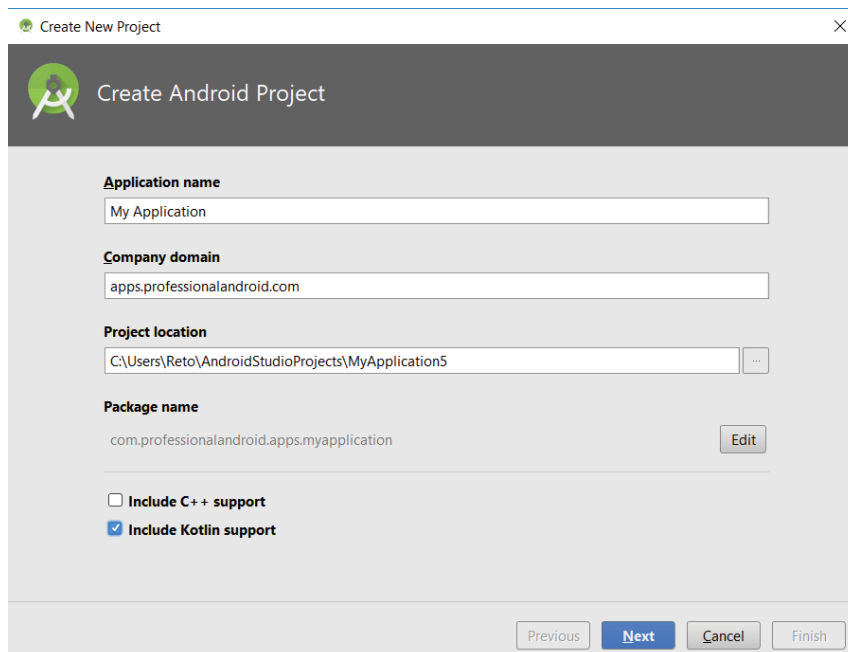 Create New Project
Create Android Project
Application name
My Application
Company domain
apps.professionalandroid.com
Project location
C:\Users\Reto\AndroidStudioProjects\MyApplication5
...
Package name
com.professionalandroid.apps.myapplication
Edit
Include C++ support
Include Kotlin support
Previous Next Cancel Finish